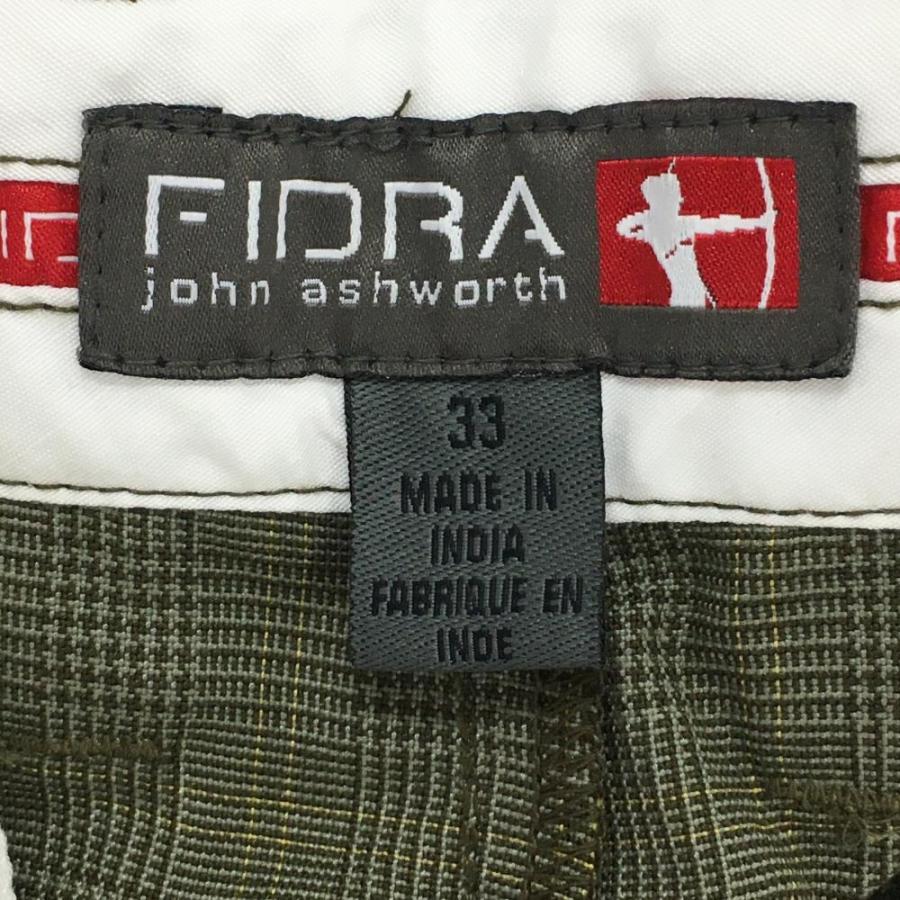 FIDRA
john ashworth
33
MADE IN
INDIA
FABRIQUE EN
INDE